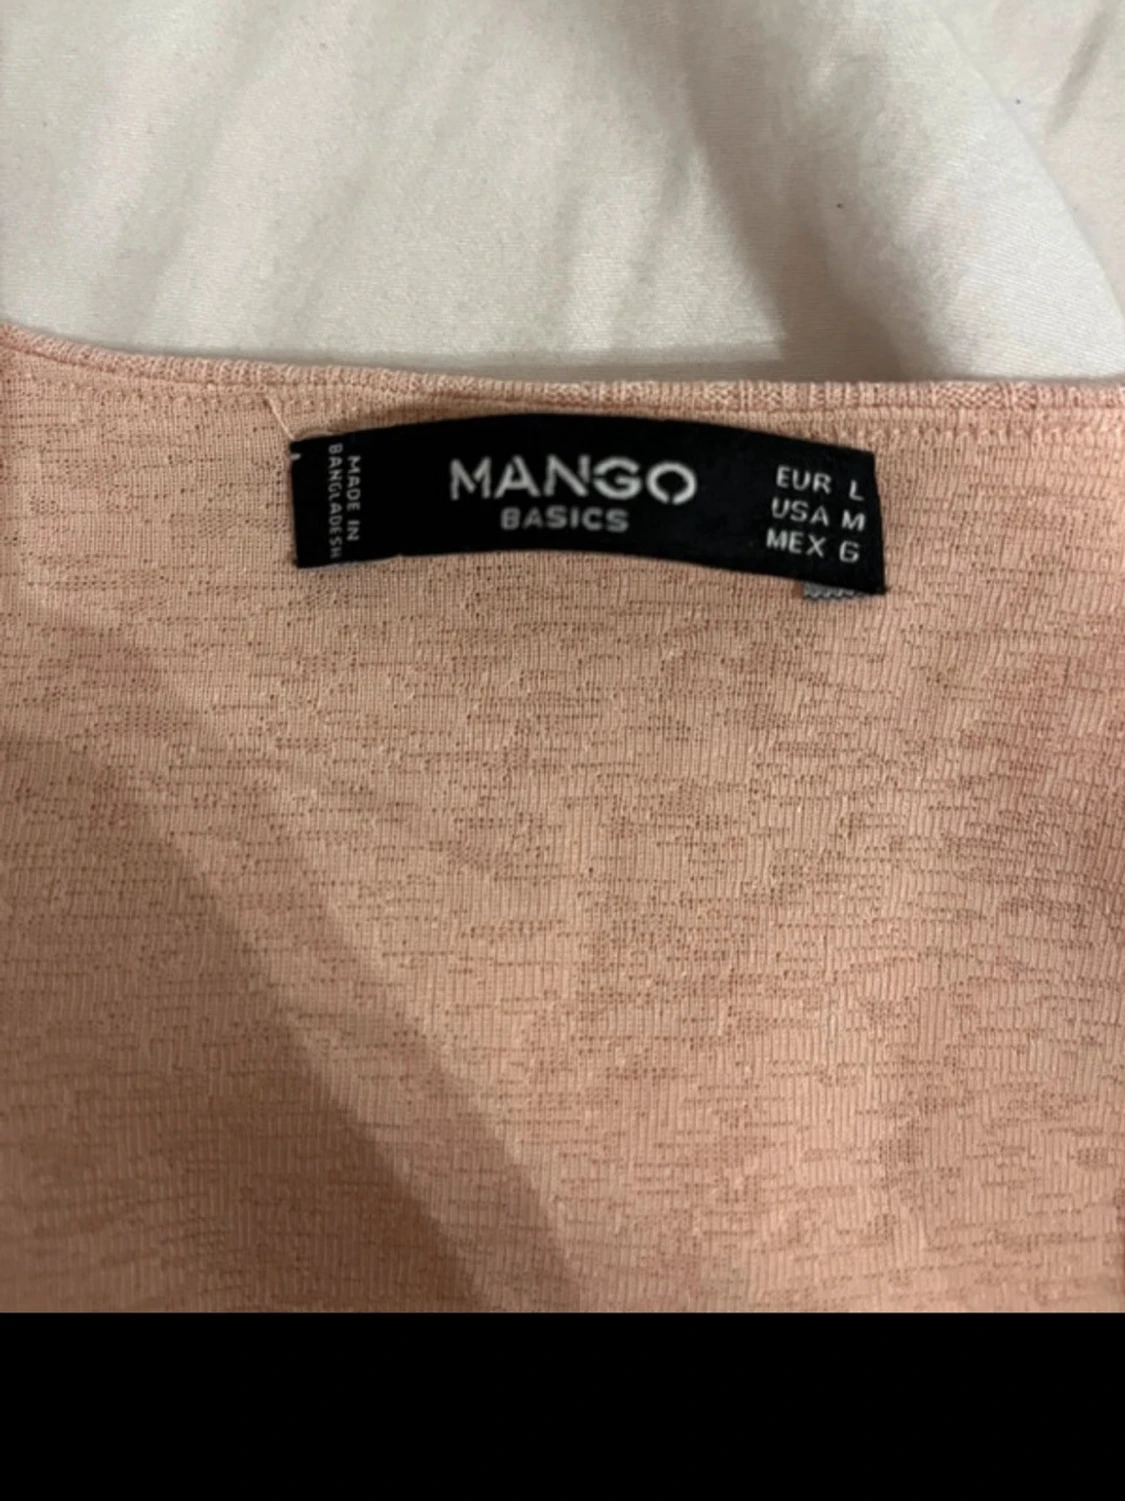 MADE IN
BANGLADESH
MANGO
BASICS
EUR L
USA M
MEX G